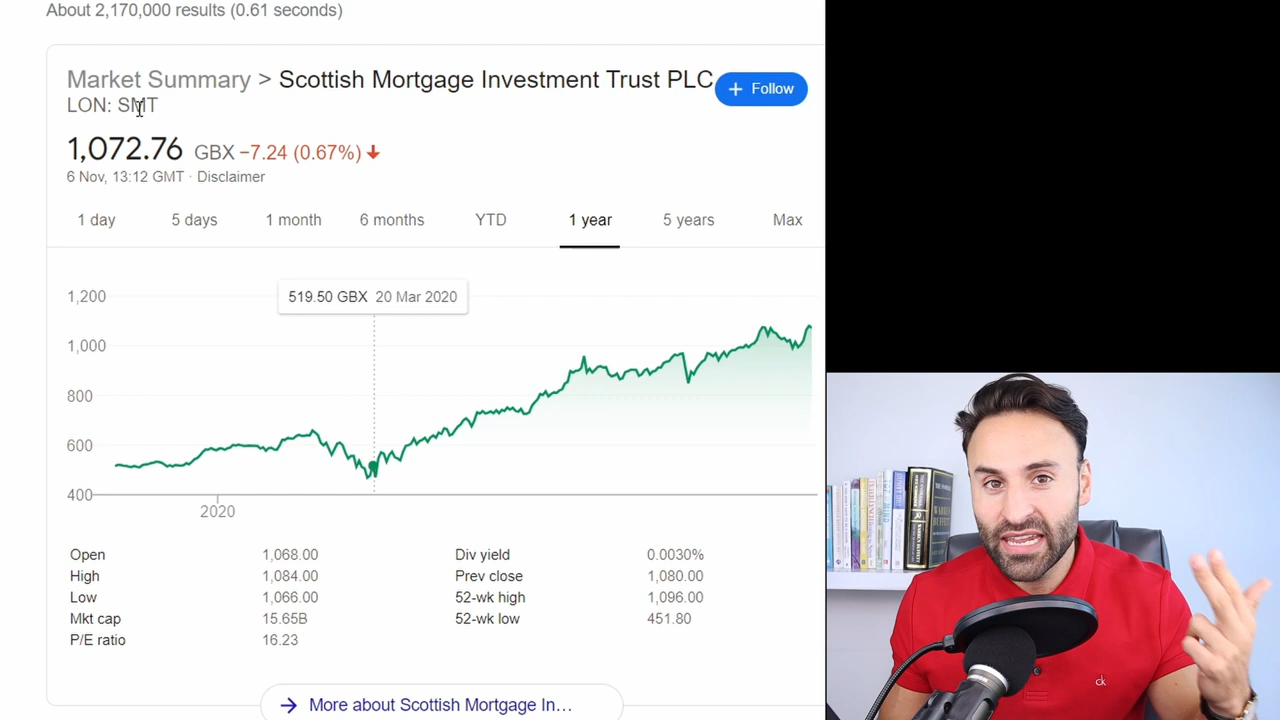 About 2,170,000 results (0.61 seconds)
Market Summary > Scottish Mortgage Investment Trust PLC
LON: SMT
+ Follow
1,072.76 GBX −7.24 (0.67%)
6 Nov, 13:12 GMT · Disclaimer
1 day 5 days 1 month 6 months YTD 1 year 5 years Max
519.50 GBX 20 Mar 2020
1,200
1,000
800
600
400
2020
Open 1,068.00 Div yield 0.0030%
High 1,084.00 Prev close 1,080.00
Low 1,066.00 52-wk high 1,096.00
Mkt cap 15.65B 52-wk low 451.80
P/E ratio 16.23
More about Scottish Mortgage In...
WARREN
BUFFETT
ck